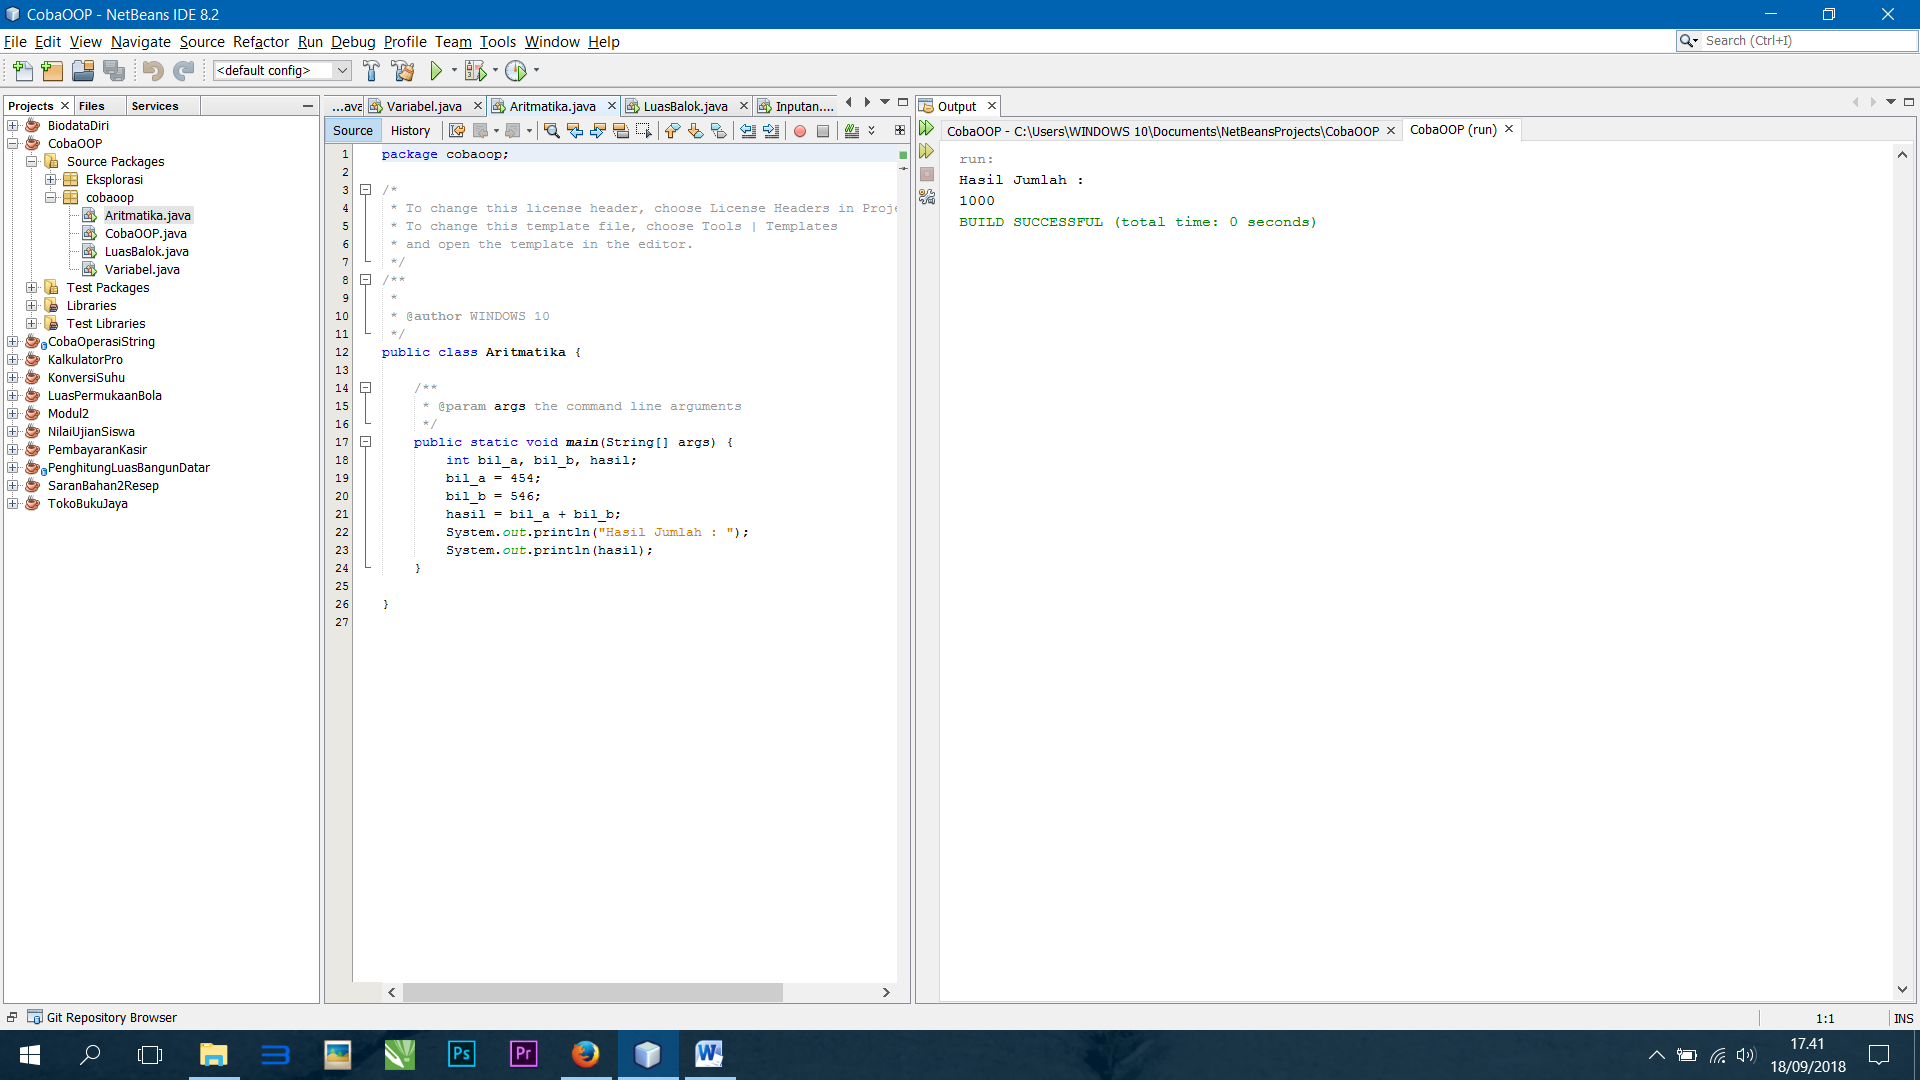 CobaOOP - NetBeans IDE 8.2
File Edit View Navigate Source Refactor Run Debug Profile Team Tools Window Help
Search (Ctrl+I)
<default config>
Projects Files Services
BiodataDiri
CobaOOP
Source Packages
Eksplorasi
cobaoop
Aritmatika.java
CobaOOP.java
LuasBalok.java
Variabel.java
Test Packages
Libraries
Test Libraries
CobaOperasiString
KalkulatorPro
KonversiSuhu
LuasPermukaanBola
Modul2
NilaiUjianSiswa
PembayaranKasir
PenghitungLuasBangunDatar
SaranBahan2Resep
TokoBukuJaya
...ava Variabel.java Aritmatika.java LuasBalok.java Inputan....
Source History
1 package cobaoop;
2
3 /*
4 * To change this license header, choose License Headers in Proje
5 * To change this template file, choose Tools | Templates
6 * and open the template in the editor.
7 */
8 /**
9 *
10 * @author WINDOWS 10
11 */
12 public class Aritmatika {
13
14 /**
15 * @param args the command line arguments
16 */
17 public static void main(String[] args) {
18 int bil_a, bil_b, hasil;
19 bil_a = 454;
20 bil_b = 546;
21 hasil = bil_a + bil_b;
22 System.out.println("Hasil Jumlah : ");
23 System.out.println(hasil);
24 }
25
26 }
27
Output
CobaOOP - C:\Users\WINDOWS 10\Documents\NetBeansProjects\CobaOOP CobaOOP (run)
run:
Hasil Jumlah :
1000
BUILD SUCCESSFUL (total time: 0 seconds)
Git Repository Browser
1:1 INS
Ps Pr
17.41
18/09/2018